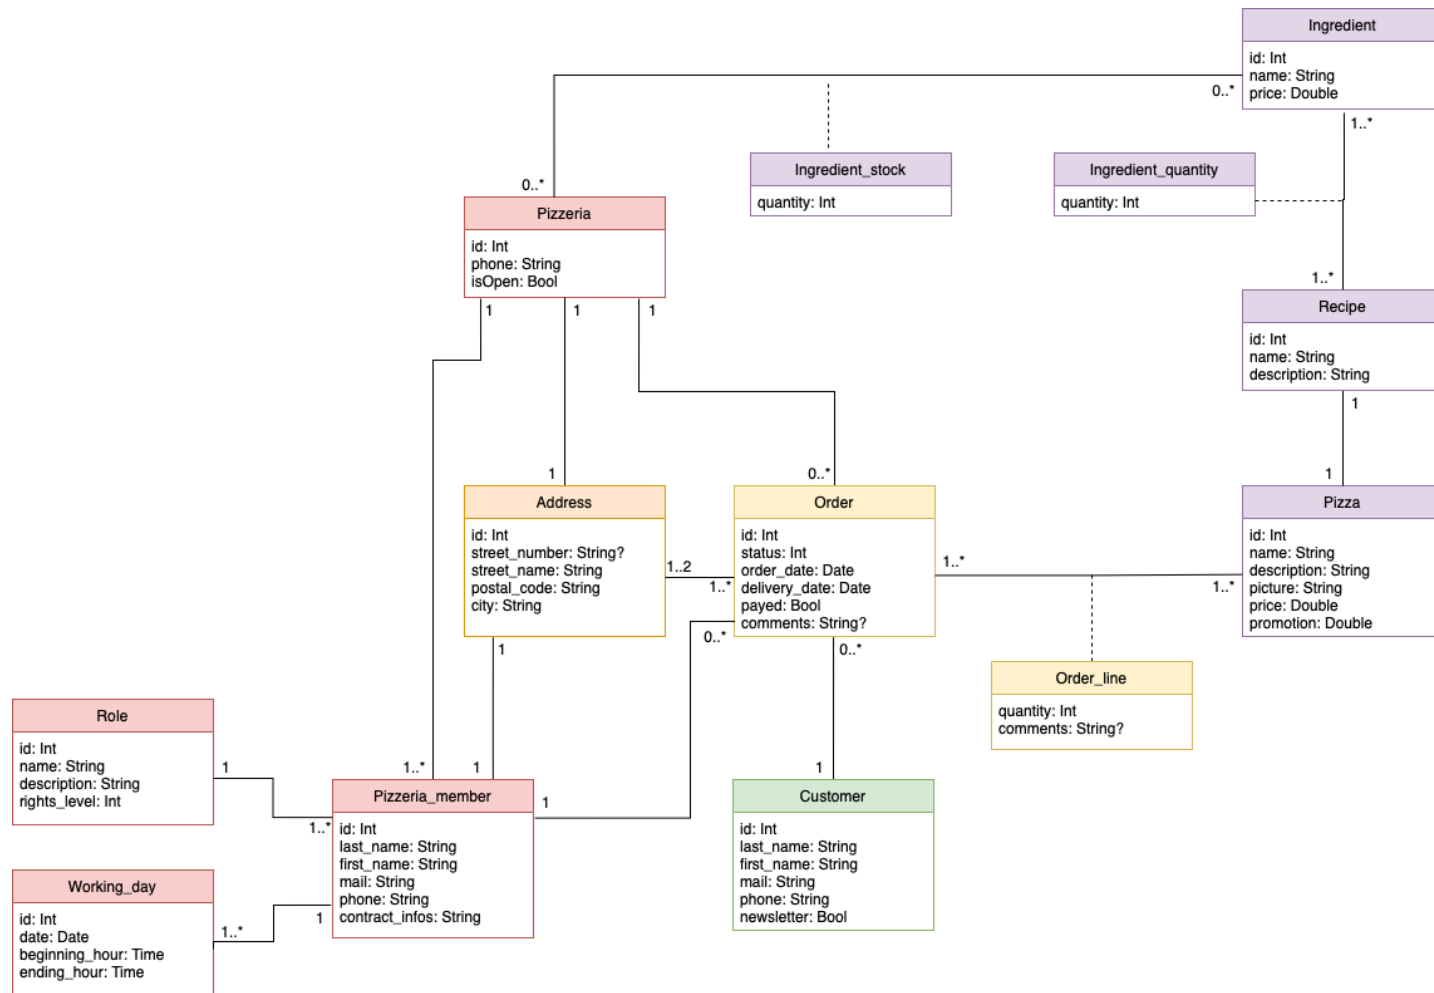 Ingredient
id: Int
name: String
price: Double
0..*
1..*
Ingredient_stock
quantity: Int
Ingredient_quantity
quantity: Int
0..*
Pizzeria
id: Int
phone: String
isOpen: Bool
1
1
1
1..*
Recipe
id: Int
name: String
description: String
1
1
0..*
1
Address
id: Int
street_number: String?
street_name: String
postal_code: String
city: String
1..2
1..*
Order
id: Int
status: Int
order_date: Date
delivery_date: Date
payed: Bool
comments: String?
1..*
1..*
Pizza
id: Int
name: String
description: String
picture: String
price: Double
promotion: Double
1
0..*
0..*
Order_line
quantity: Int
comments: String?
Role
id: Int
name: String
description: String
rights_level: Int
1
1..*
1..*
1
1
1
Pizzeria_member
id: Int
last_name: String
first_name: String
mail: String
phone: String
contract_infos: String
Customer
id: Int
last_name: String
first_name: String
mail: String
phone: String
newsletter: Bool
Working_day
id: Int
date: Date
beginning_hour: Time
ending_hour: Time
1..*
1